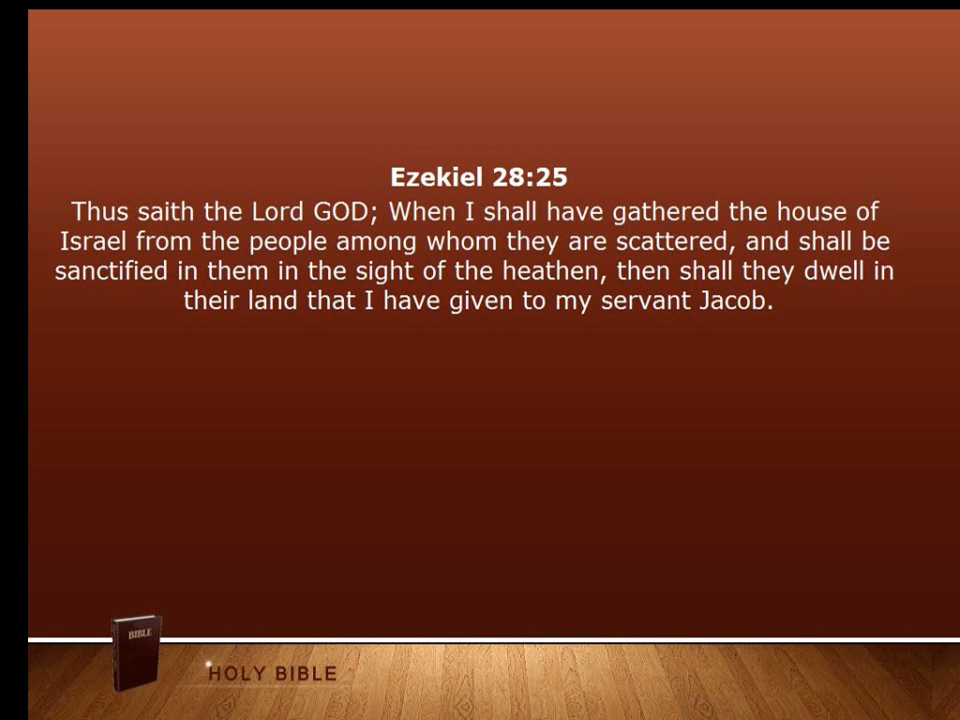 Ezekiel 28:25
Thus saith the Lord GOD; When I shall have gathered the house of
Israel from the people among whom they are scattered, and shall be
sanctified in them in the sight of the heathen, then shall they dwell in
their land that I have given to my servant Jacob.
BIBLE
HOLY BIBLE